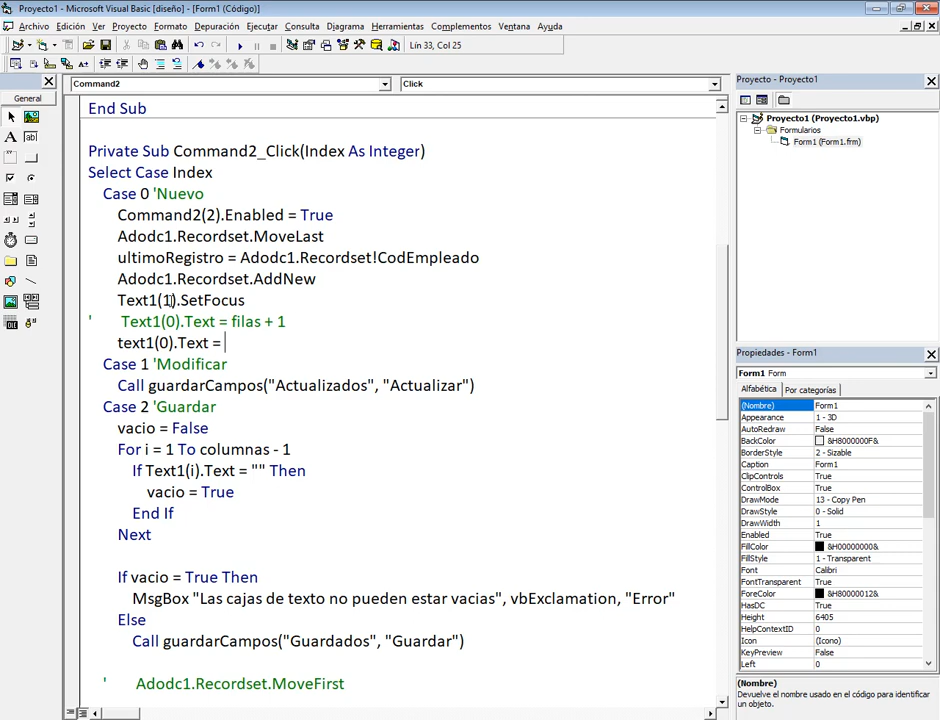 Proyecto1 - Microsoft Visual Basic [diseño] - [Form1 (Código)]
Archivo Edición Ver Proyecto Formato Depuración Ejecutar Consulta Diagrama Herramientas Complementos Ventana Ayuda
Lín 33, Col 25
General
Command2 Click
End Sub
Private Sub Command2_Click(Index As Integer)
Select Case Index
Case 0 'Nuevo
Command2(2).Enabled = True
Adodc1.Recordset.MoveLast
ultimoRegistro = Adodc1.Recordset!CodEmpleado
Adodc1.Recordset.AddNew
Text1(1).SetFocus
' Text1(0).Text = filas + 1
text1(0).Text =
Case 1 'Modificar
Call guardarCampos("Actualizados", "Actualizar")
Case 2 'Guardar
vacio = False
For i = 1 To columnas - 1
If Text1(i).Text = "" Then
vacio = True
End If
Next
If vacio = True Then
MsgBox "Las cajas de texto no pueden estar vacias", vbExclamation, "Error"
Else
Call guardarCampos("Guardados", "Guardar")
' Adodc1.Recordset.MoveFirst
Proyecto - Proyecto1
Proyecto1 (Proyecto1.vbp)
Formularios
Form1 (Form1.frm)
Propiedades - Form1
Form1 Form
Alfabética Por categorías
(Nombre) Form1
Appearance 1 - 3D
AutoRedraw False
BackColor &H8000000F&
BorderStyle 2 - Sizable
Caption Form1
ClipControls True
ControlBox True
DrawMode 13 - Copy Pen
DrawStyle 0 - Solid
DrawWidth 1
Enabled True
FillColor &H00000000&
FillStyle 1 - Transparent
Font Calibri
FontTransparent True
ForeColor &H80000012&
HasDC True
Height 6405
HelpContextID 0
Icon (Icono)
KeyPreview False
Left 0
(Nombre)
Devuelve el nombre usado en el código para identificar
un objeto.